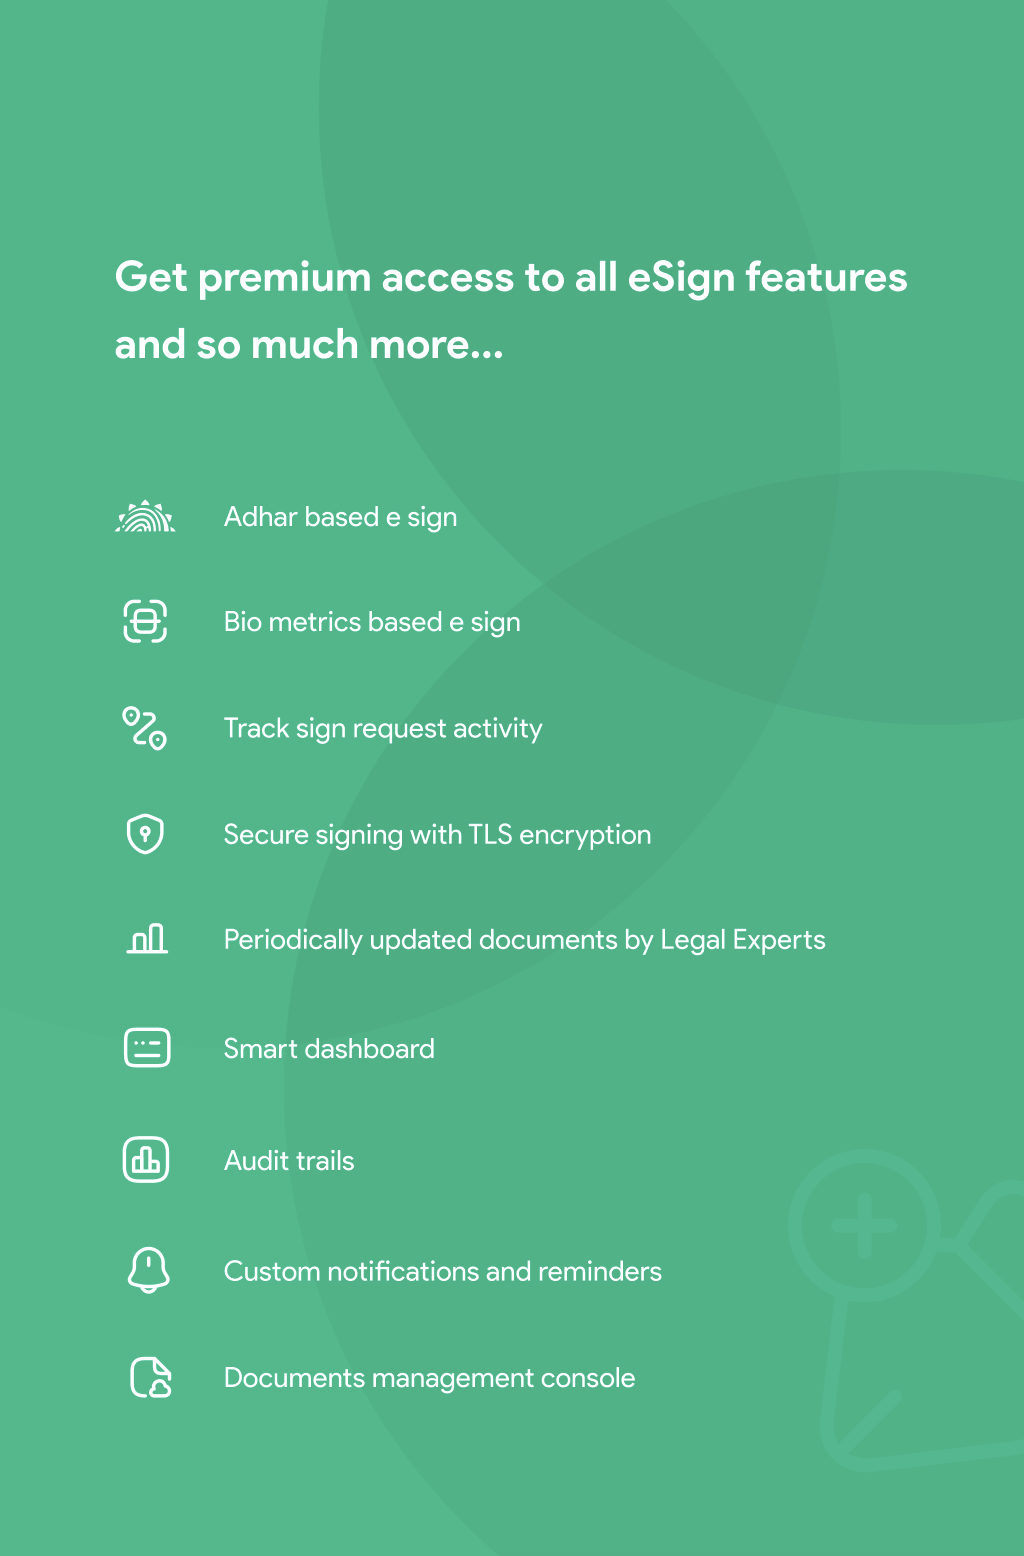 Get premium access to all eSign features
and so much more...
Adhar based e sign
Bio metrics based e sign
Track sign request activity
Secure signing with TLS encryption
Periodically updated documents by Legal Experts
Smart dashboard
Audit trails
Custom notifications and reminders
Documents management console